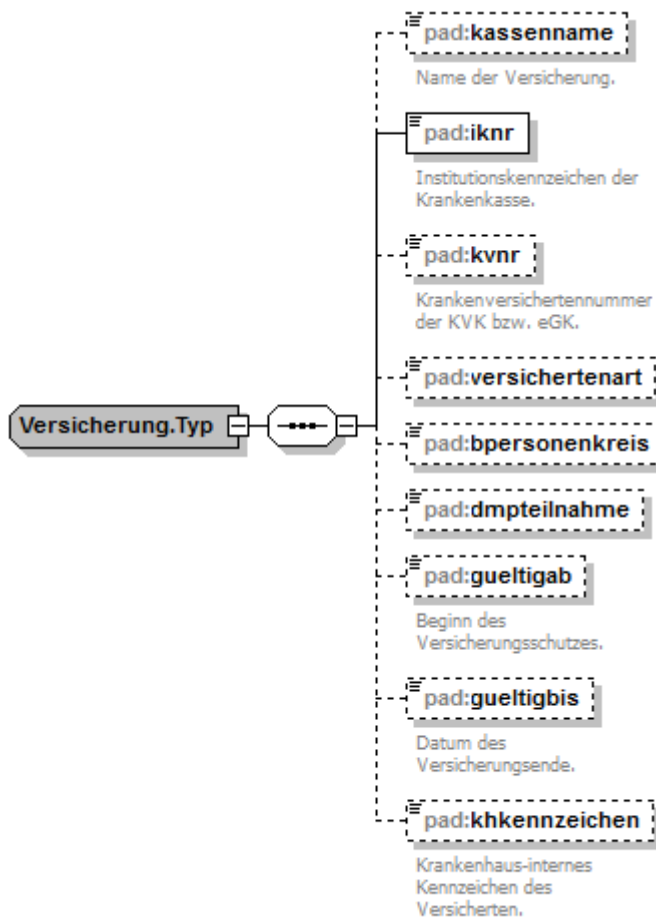 pad:kassenname
Name der Versicherung.
pad:iknr
Institutionskennzeichen der
Krankenkasse.
pad:kvnr
Krankenversichertennummer
der KVK bzw. eGK.
pad:versichertenart
Versicherung.Typ
pad:bpersonenkreis
pad:dmpteilnahme
pad:gueltigab
Beginn des
Versicherungsschutzes.
pad:gueltigbis
Datum des
Versicherungsende.
pad:khkennzeichen
Krankenhaus-internes
Kennzeichen des
Versicherten.